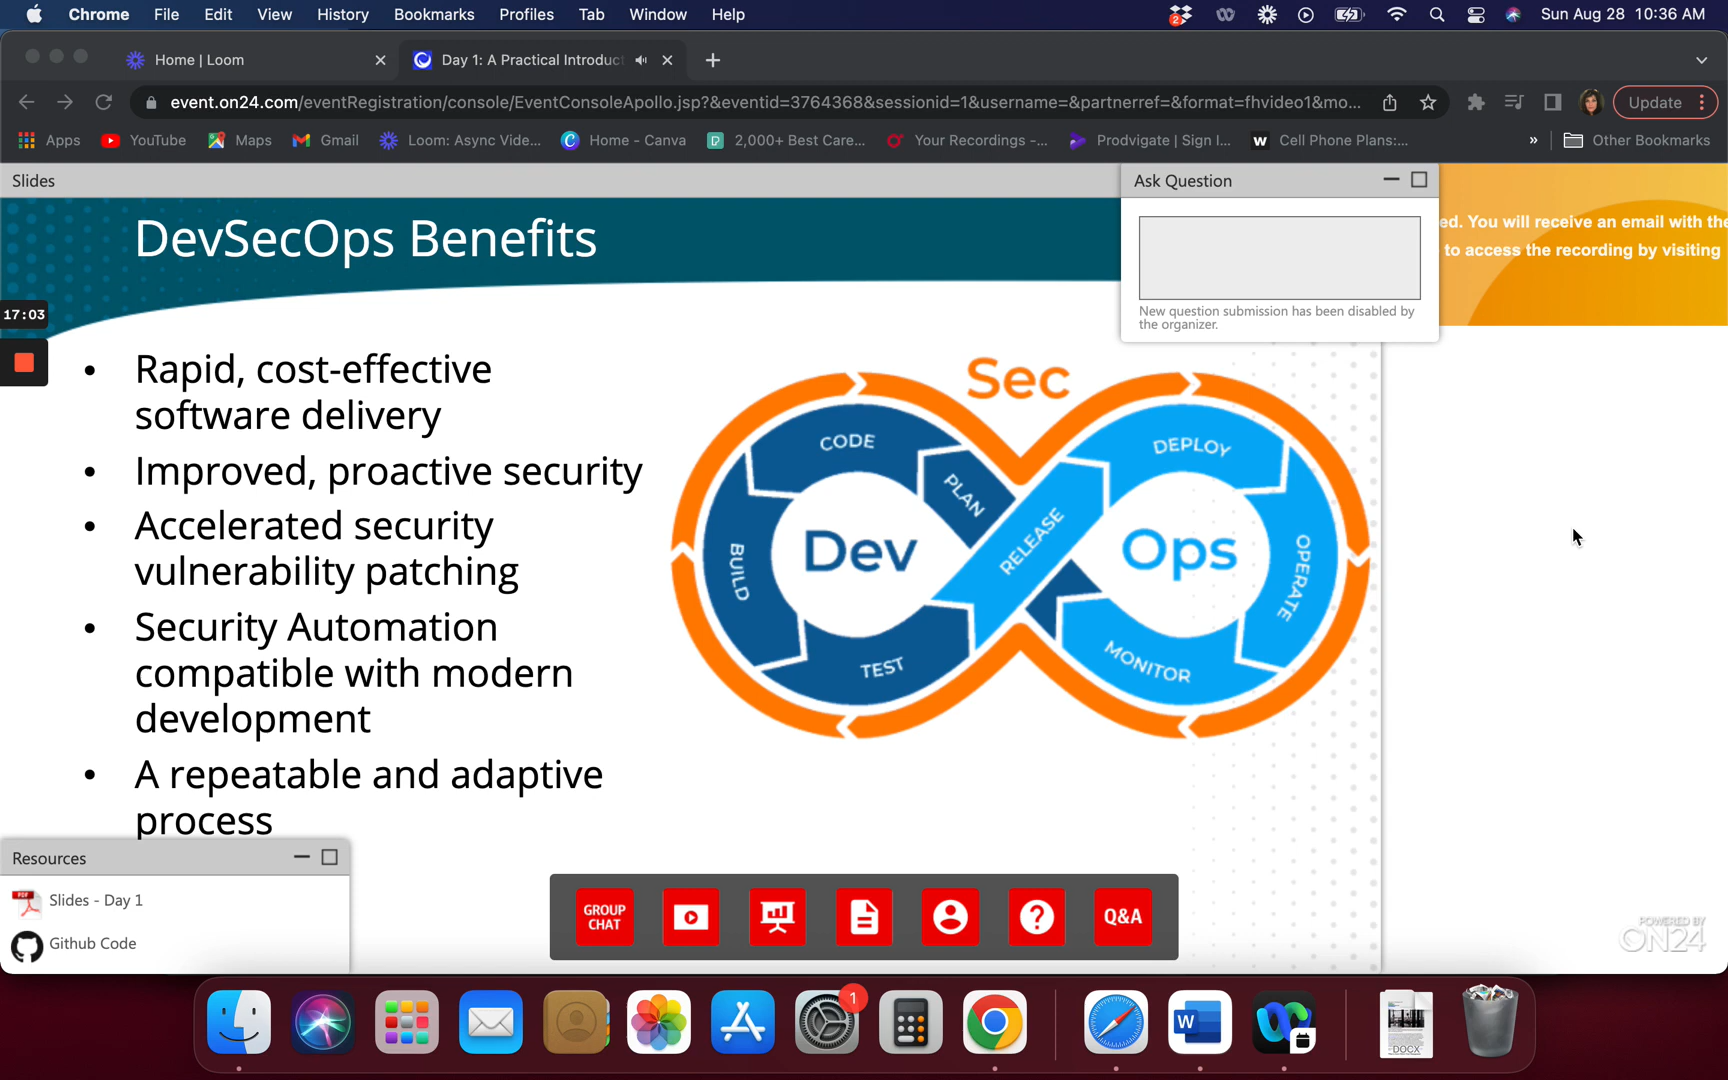 Chrome File Edit View History Bookmarks Profiles Tab Window Help
2
Sun Aug 28 10:36 AM
Home | Loom
Day 1: A Practical Introduc
event.on24.com/eventRegistration/console/EventConsoleApollo.jsp?&eventid=3764368&sessionid=1&username=&partnerref=&format=fhvideo1&mo...
Update
Apps YouTube Maps Gmail Loom: Async Vide... Home - Canva 2,000+ Best Care... Your Recordings -... Prodvigate | Sign I... Cell Phone Plans:... » Other Bookmarks
Slides
Ask Question
New question submission has been disabled by
the organizer.
ed. You will receive an email with the
to access the recording by visiting
DevSecOps Benefits
17:03
• Rapid, cost-effective
software delivery
• Improved, proactive security
• Accelerated security
vulnerability patching
• Security Automation
compatible with modern
development
• A repeatable and adaptive
process
Sec
CODE
PLAN
BUILD
Dev
TEST
RELEASE
DEPLOY
Ops
OPERATE
MONITOR
Resources
PDF
Slides - Day 1
Github Code
GROUP
CHAT
?
Q&A
POWERED BY
ON24
1
W
DOCX